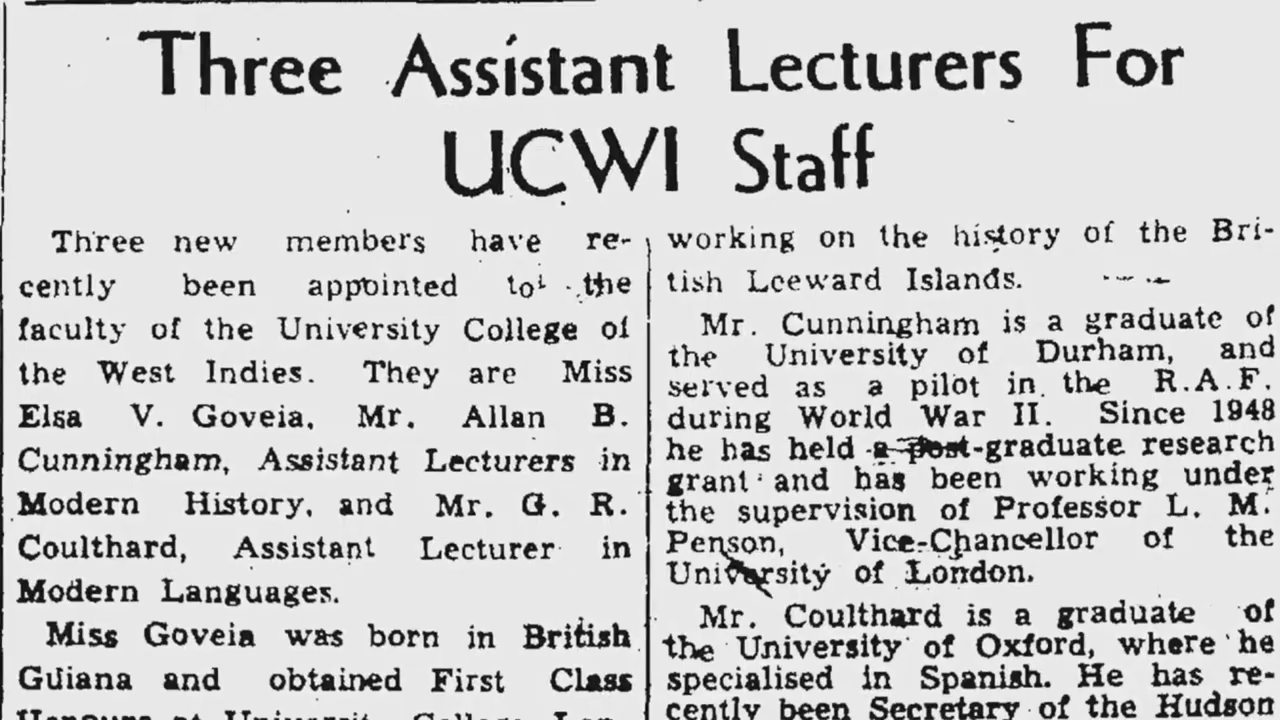 Three Assistant Lecturers For
UCWI Staff
Three new members have re-
cently been appointed to the
faculty of the University College of
the West Indies. They are Miss
Elsa V. Goveia, Mr. Allan B.
Cunningham, Assistant Lecturers in
Modern History, and Mr. G. R.
Coulthard, Assistant Lecturer in
Modern Languages.
Miss Goveia was born in British
Guiana and obtained First Class
Honours at University College Lon-
working on the history of the Bri-
tish Leeward Islands.
Mr. Cunningham is a graduate of
the University of Durham, and
served as a pilot in the R.A.F.
during World War II. Since 1948
he has held a post-graduate research
grant and has been working under
the supervision of Professor L. M.
Penson, Vice-Chancellor of the
University of London.
Mr. Coulthard is a graduate of
the University of Oxford, where he
specialised in Spanish. He has re-
cently been Secretary of the Hudson